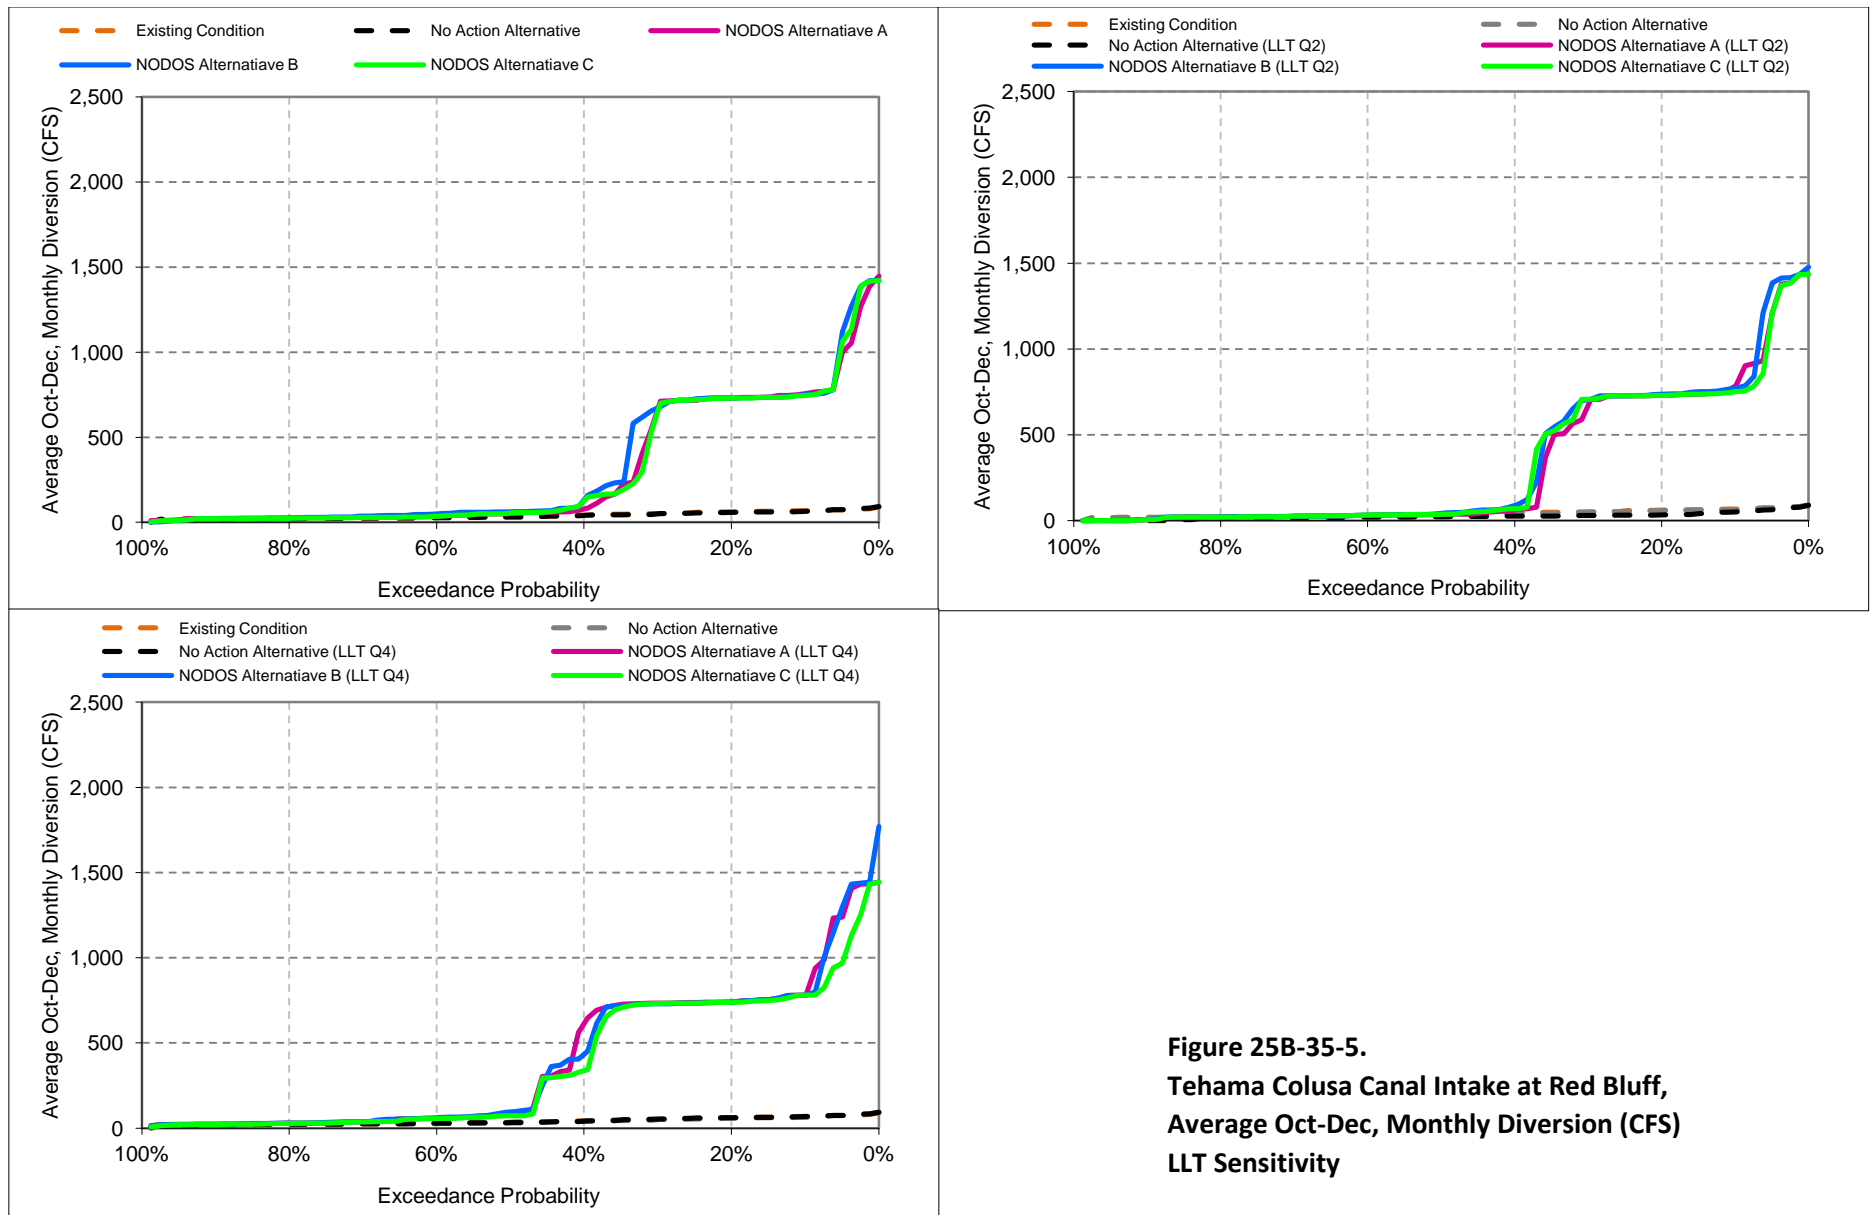 Existing Condition
No Action Alternative
NODOS Alternatiave A
NODOS Alternatiave B
NODOS Alternatiave C
2,500
2,000
1,500
1,000
500
0
Average Oct-Dec, Monthly Diversion (CFS)
100%
80%
60%
40%
20%
0%
Exceedance Probability
Existing Condition
No Action Alternative
No Action Alternative (LLT Q2)
NODOS Alternatiave A (LLT Q2)
NODOS Alternatiave B (LLT Q2)
NODOS Alternatiave C (LLT Q2)
2,500
2,000
1,500
1,000
500
0
Average Oct-Dec, Monthly Diversion (CFS)
100%
80%
60%
40%
20%
0%
Exceedance Probability
Existing Condition
No Action Alternative
No Action Alternative (LLT Q4)
NODOS Alternatiave A (LLT Q4)
NODOS Alternatiave B (LLT Q4)
NODOS Alternatiave C (LLT Q4)
2,500
2,000
1,500
1,000
500
0
Average Oct-Dec, Monthly Diversion (CFS)
100%
80%
60%
40%
20%
0%
Exceedance Probability
Figure 25B-35-5.
Tehama Colusa Canal Intake at Red Bluff,
Average Oct-Dec, Monthly Diversion (CFS)
LLT Sensitivity